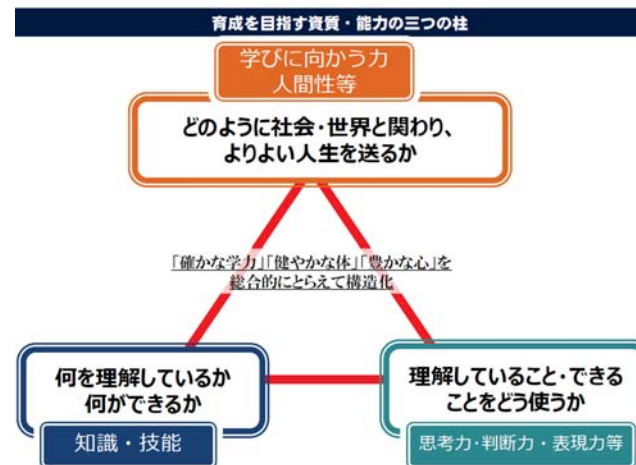 育成を目指す資質・能力の三つの柱
学びに向かう力
人間性等
どのように社会・世界と関わり、
よりよい人生を送るか
「確かな学力」「健やかな体」「豊かな心」を
総合的にとらえて構造化
何を理解しているか
何ができるか
知識・技能
理解していること・できる
ことをどう使うか
思考力・判断力・表現力等